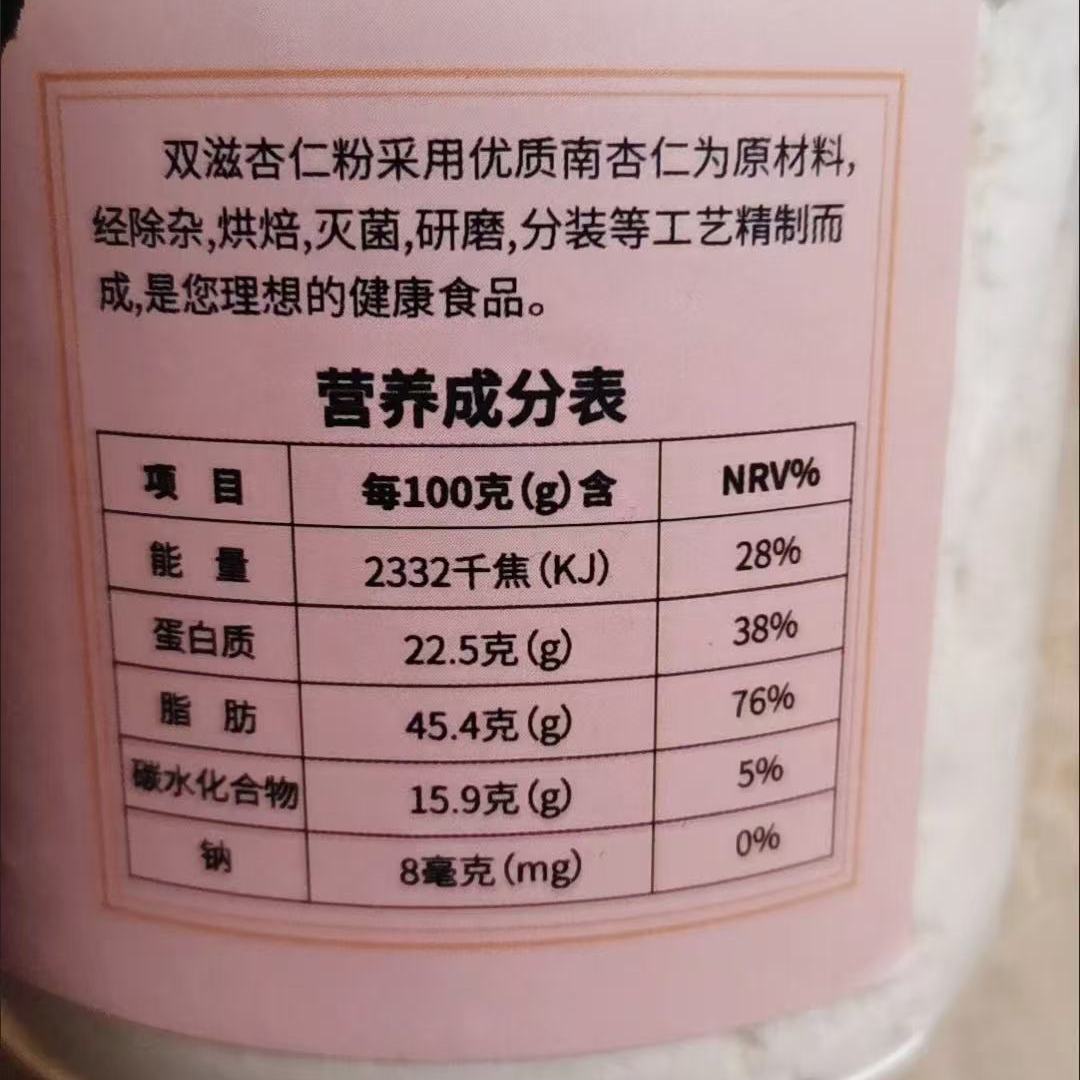 双滋杏仁粉采用优质南杏仁为原材料,
经除杂,烘焙,灭菌,研磨,分装等工艺精制而
成,是您理想的健康食品。
营养成分表
项 目 每100克(g)含 NRV%
能 量 2332千焦(KJ) 28%
蛋白质 22.5克(g) 38%
脂 肪 45.4克(g) 76%
碳水化合物 15.9克(g) 5%
钠 8毫克(mg) 0%